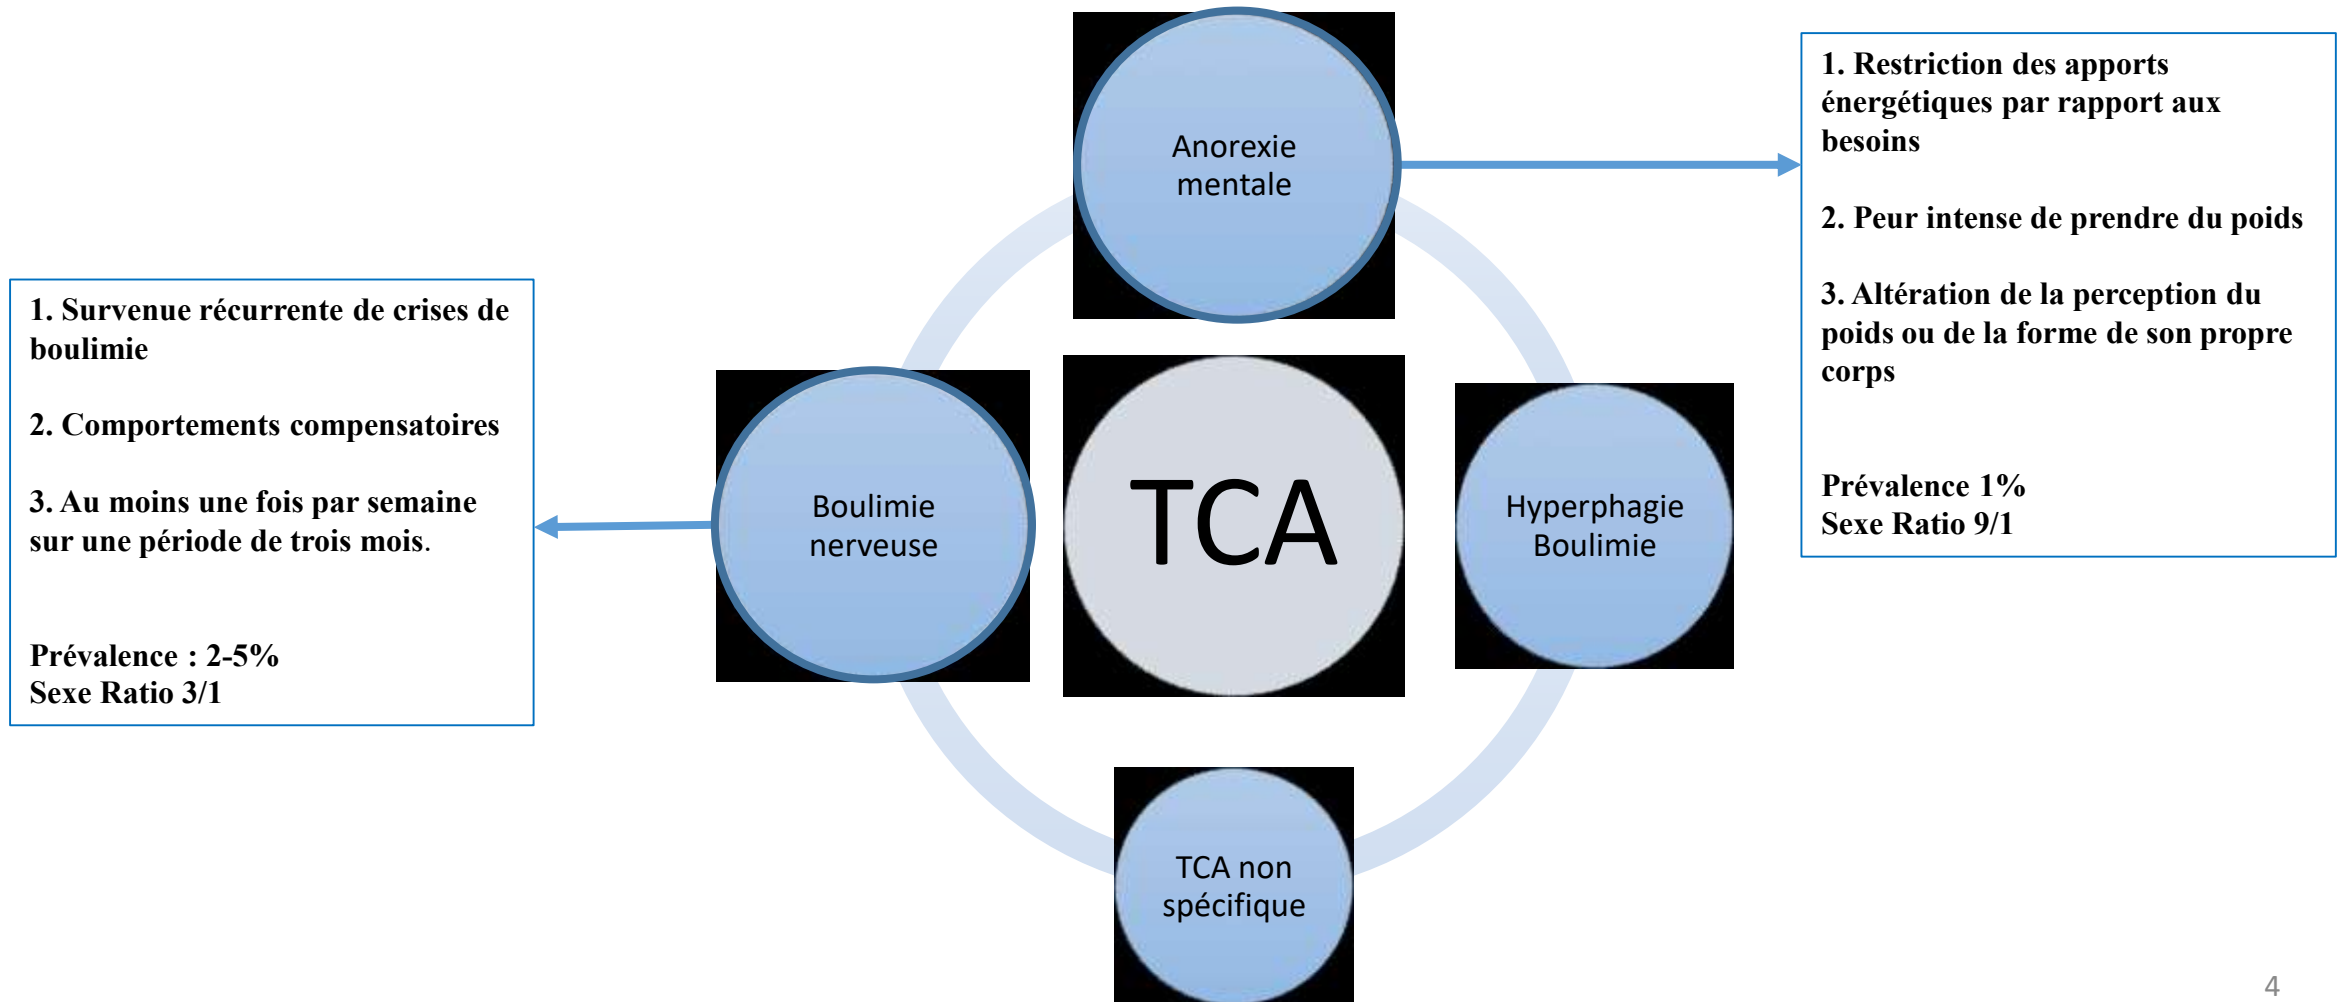 Anorexie
mentale
1. Restriction des apports
énergétiques par rapport aux
besoins
2. Peur intense de prendre du poids
3. Altération de la perception du
poids ou de la forme de son propre
corps
Prévalence 1%
Sexe Ratio 9/1
1. Survenue récurrente de crises de
boulimie
2. Comportements compensatoires
3. Au moins une fois par semaine
sur une période de trois mois.
Prévalence : 2-5%
Sexe Ratio 3/1
Boulimie
nerveuse
TCA
Hyperphagie
Boulimie
TCA non
spécifique
4